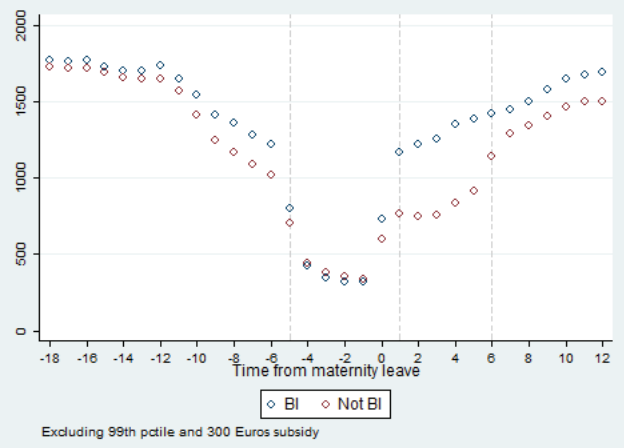 2000
1500
1000
500
0
-18 -16 -14 -12 -10 -8 -6 -4 -2 0 2 4 6 8 10 12
Time from maternity leave
BI Not BI
Excluding 99th pctile and 300 Euros subsidy